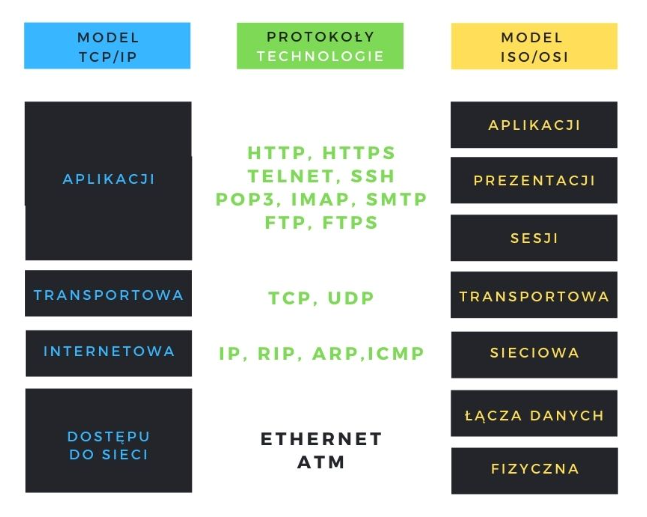 MODEL
TCP/IP
PROTOKOŁY
TECHNOLOGIE
MODEL
ISO/OSI
APLIKACJI
HTTP, HTTPS
TELNET, SSH
POP3, IMAP, SMTP
FTP, FTPS
APLIKACJI
PREZENTACJI
SESJI
TRANSPORTOWA
TCP, UDP
TRANSPORTOWA
INTERNETOWA
IP, RIP, ARP,ICMP
SIECIOWA
DOSTĘPU
DO SIECI
ETHERNET
ATM
ŁĄCZA DANYCH
FIZYCZNA